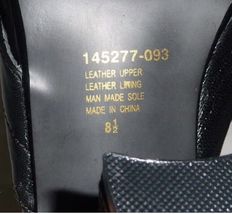 145277-093
LEATHER UPPER
LEATHER LINING
MAN MADE SOLE
MADE IN CHINA
8½